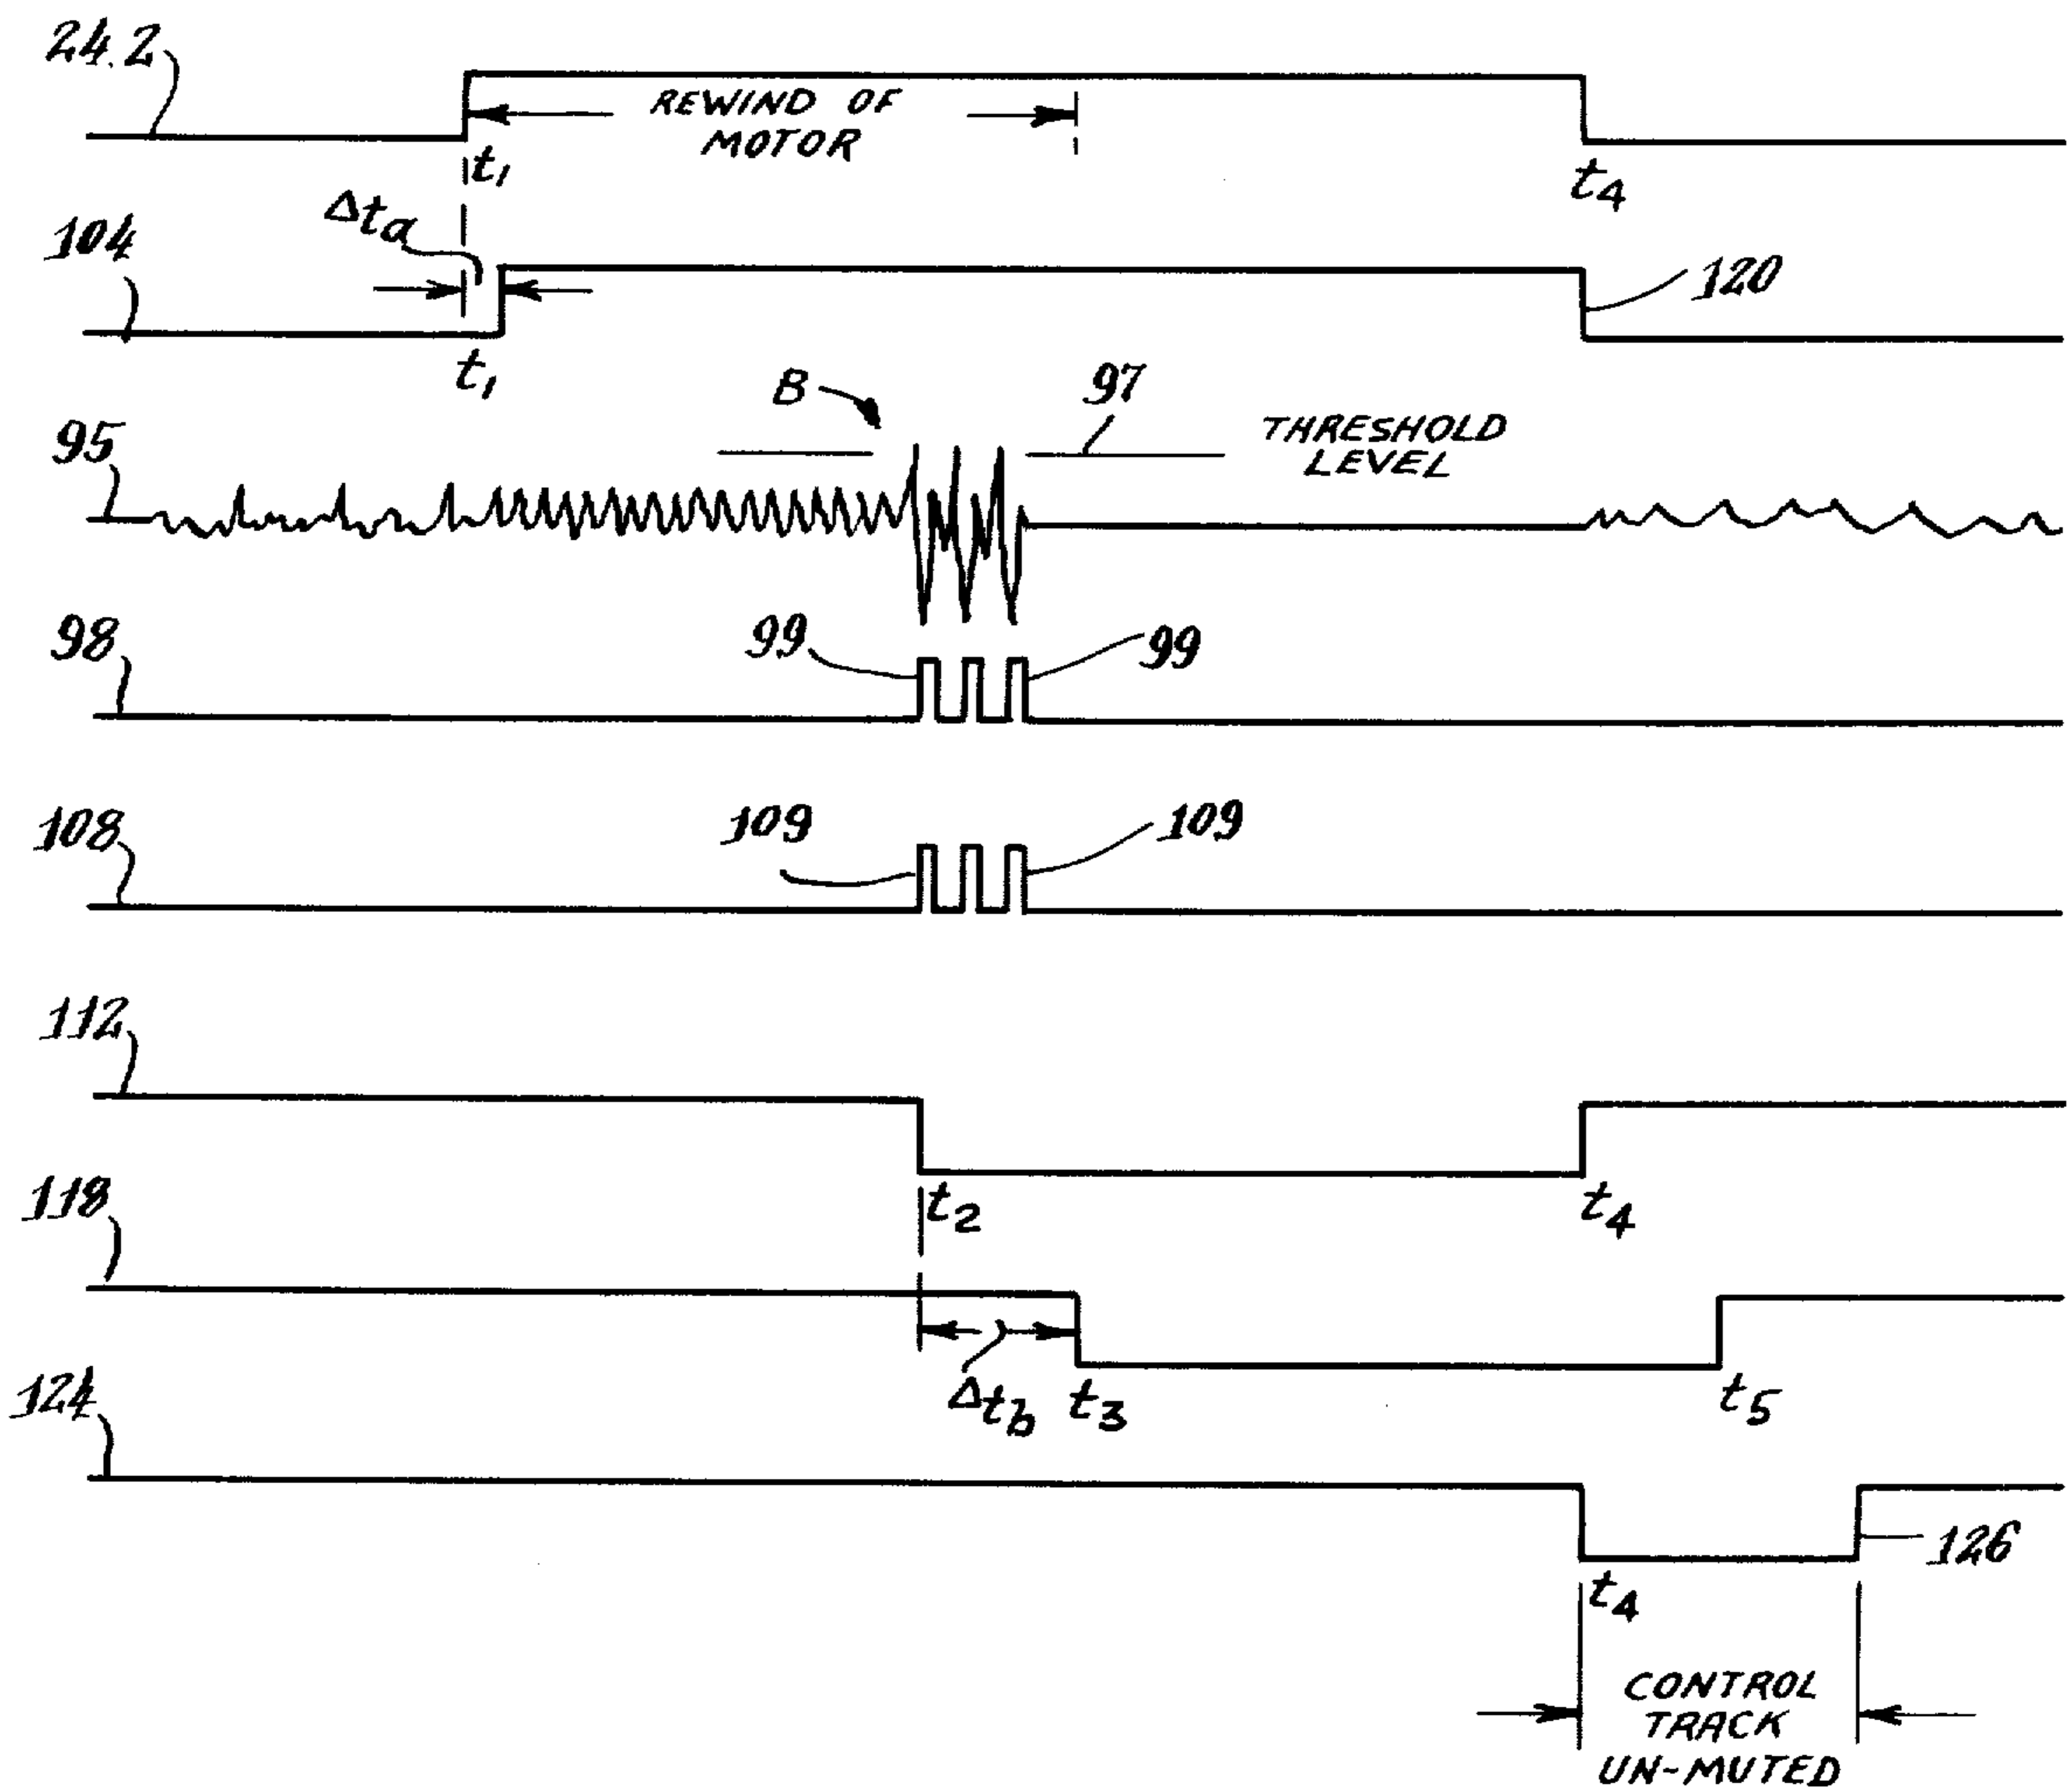 24.2
REWIND OF
MOTOR
t1
t4
Δta
104
120
t1
B
97
95
THRESHOLD
LEVEL
98
99
99
108
109
109
112
t2
t4
118
Δtb
t3
t5
124
126
t4
CONTROL
TRACK
UN-MUTED